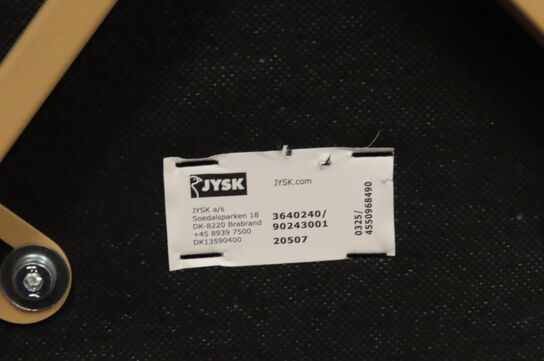 JYSK
JYSK.com
JYSK a/s
Soedalsparken 18
DK-8220 Brabrand
+45 8939 7500
DK13590400
3640240/
90243001
20507
0325/
4550968490